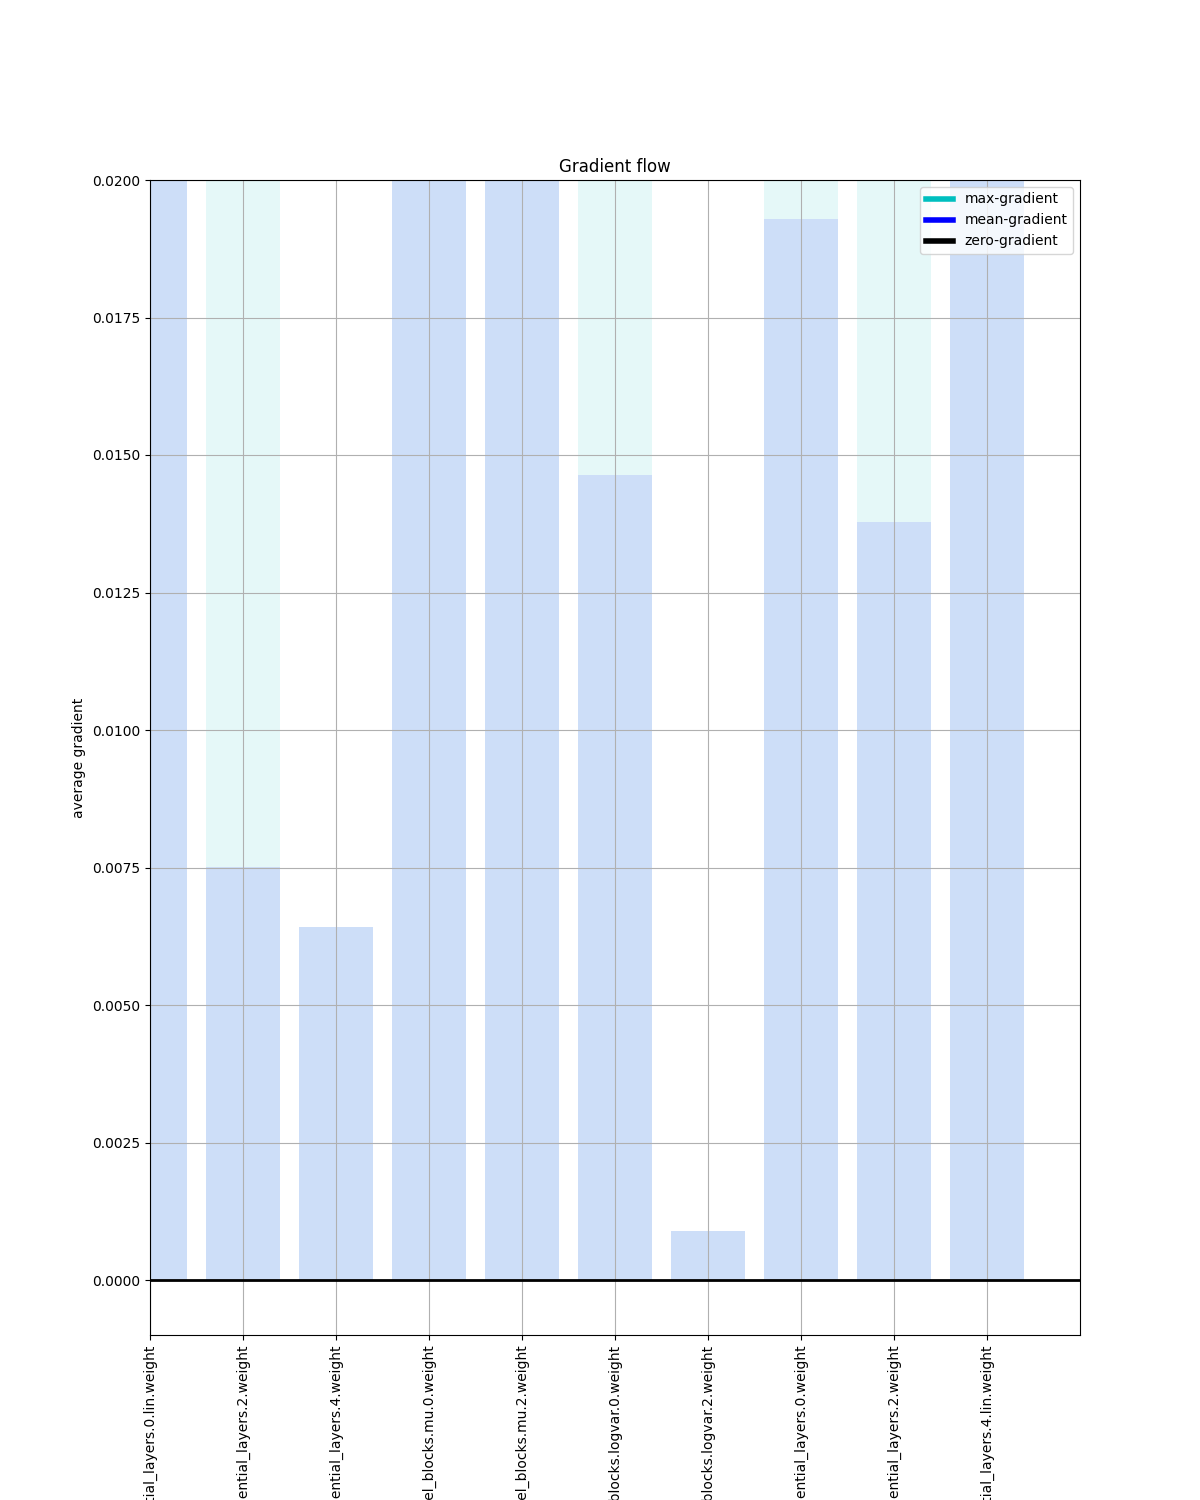 Gradient flow
max-gradient
mean-gradient
zero-gradient
0.0200
0.0175
0.0150
0.0125
0.0100
0.0075
0.0050
0.0025
0.0000
average gradient
tial_layers.0.lin.weight
ential_layers.2.weight
ential_layers.4.weight
el_blocks.mu.0.weight
el_blocks.mu.2.weight
blocks.logvar.0.weight
blocks.logvar.2.weight
ential_layers.0.weight
ential_layers.2.weight
tial_layers.4.lin.weight